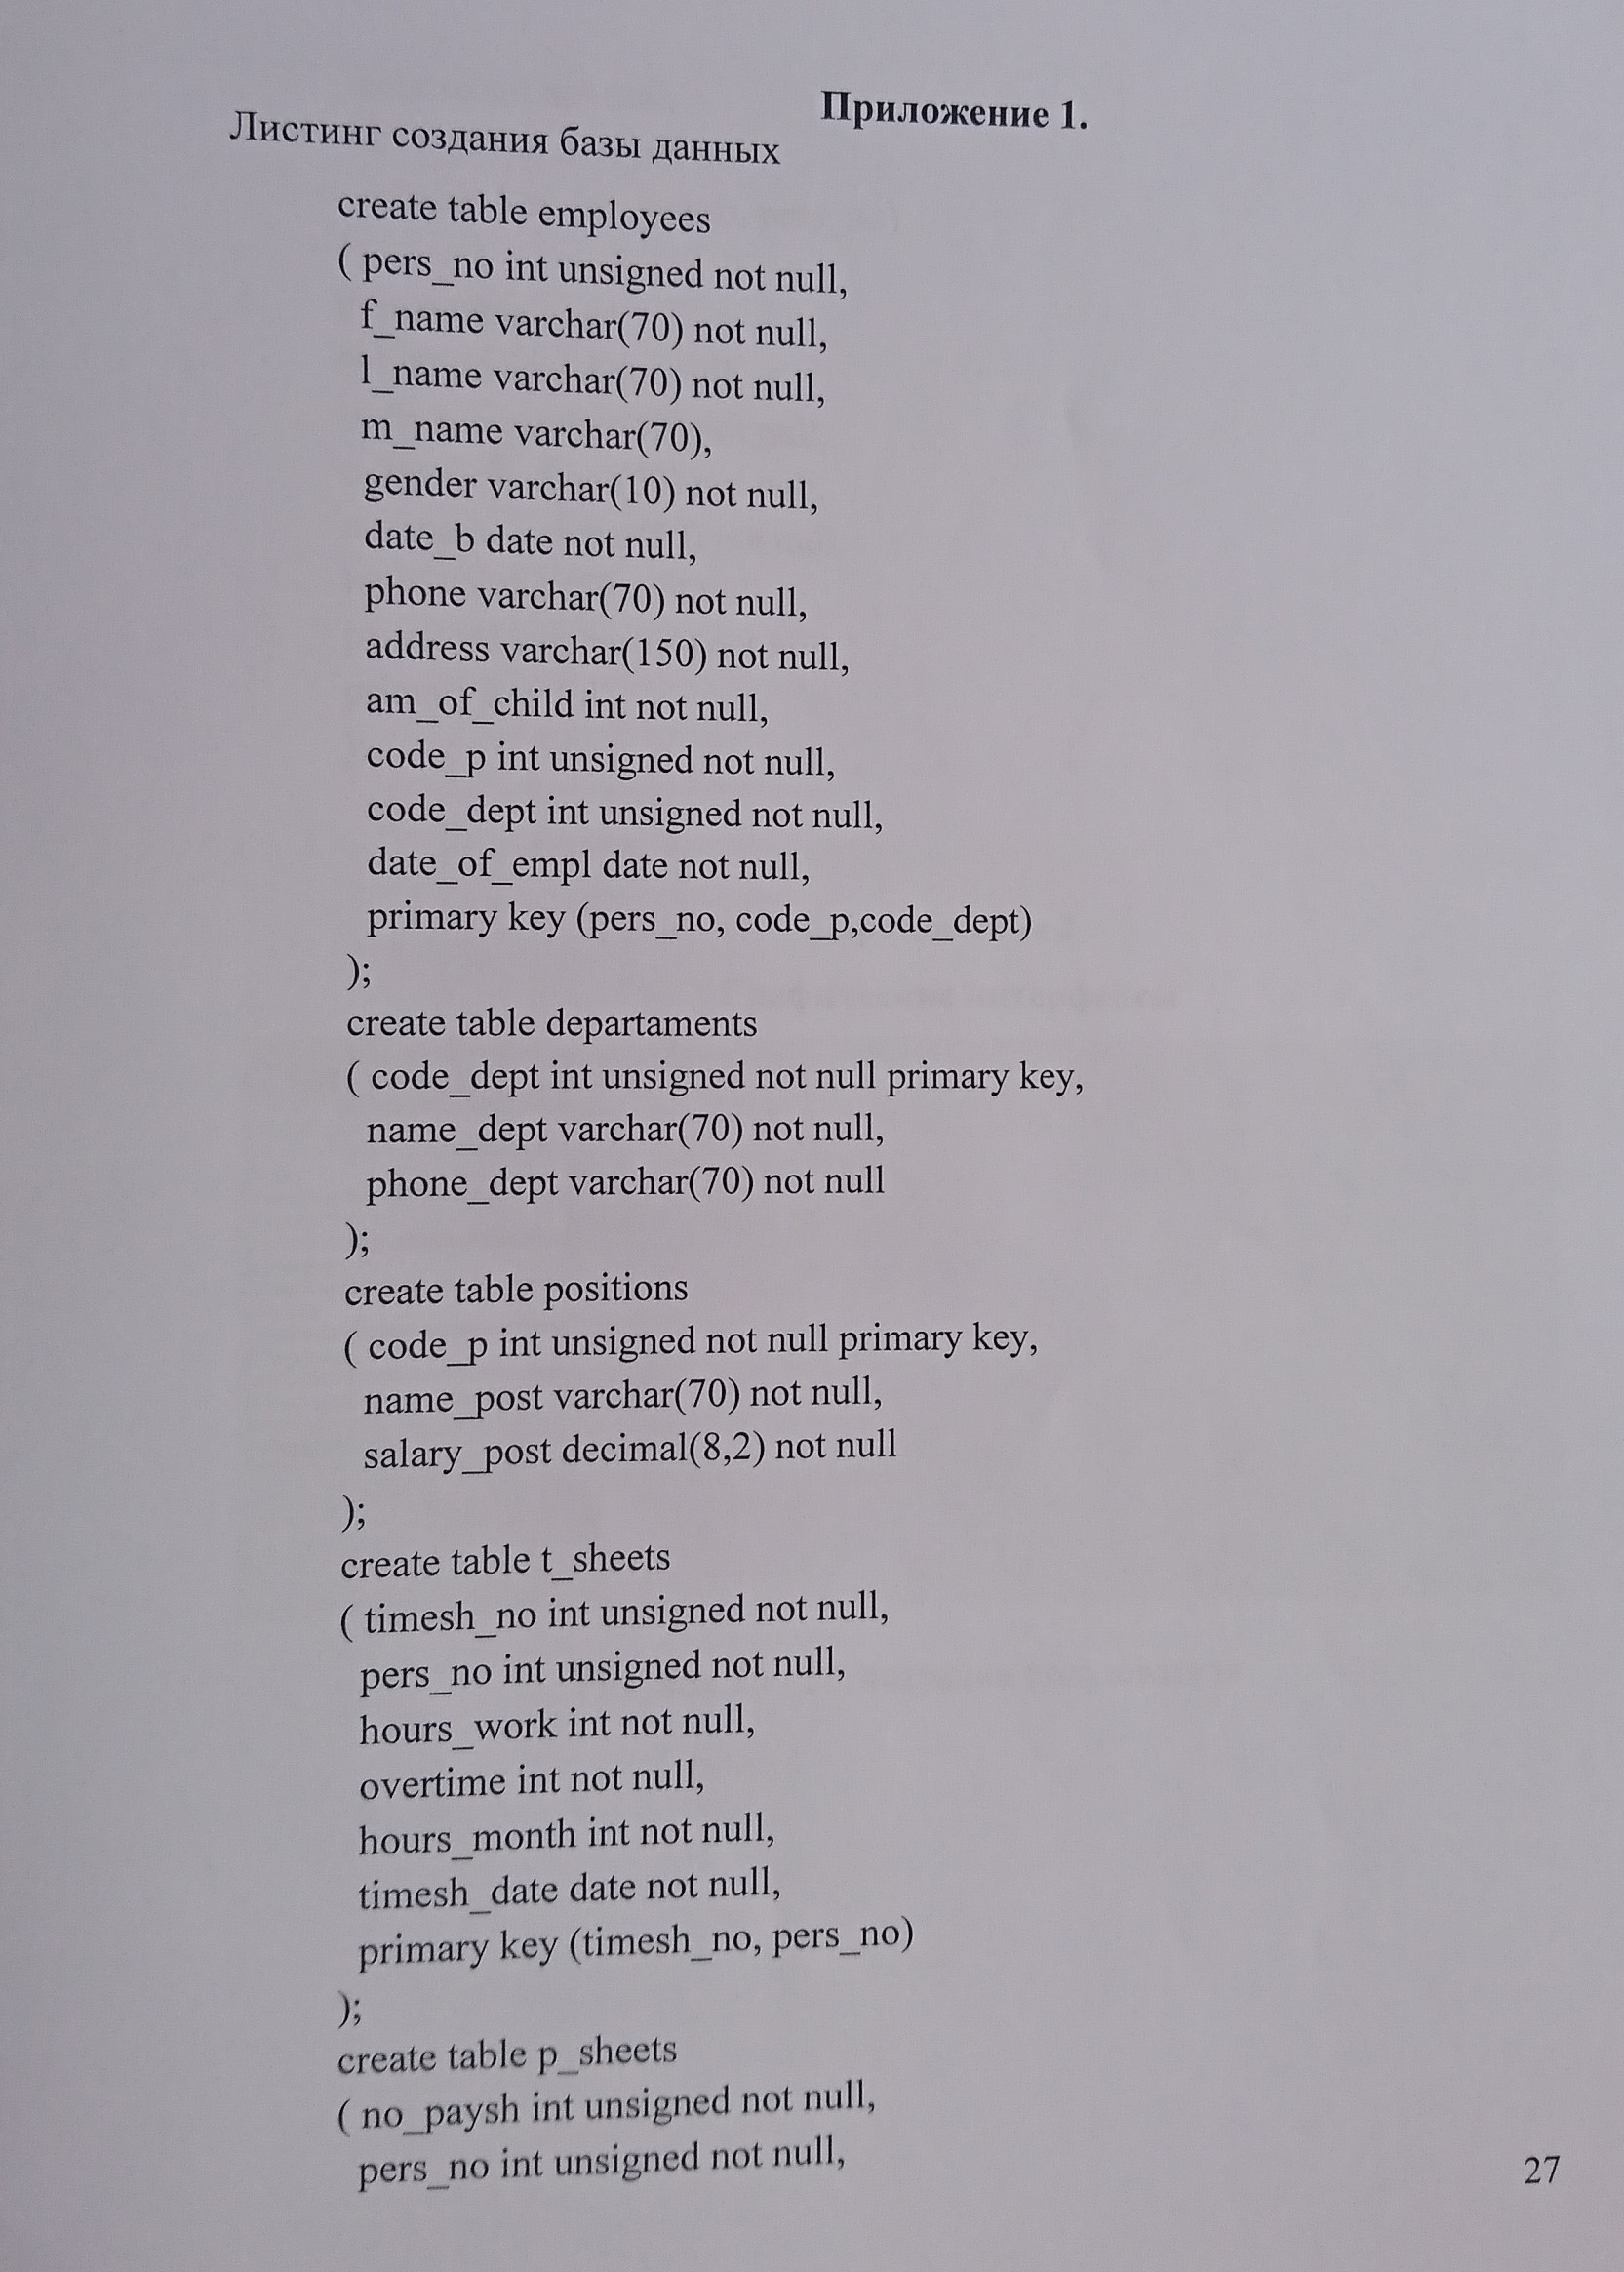 Приложение 1.
Листинг создания базы данных
create table employees
( pers_no int unsigned not null,
f_name varchar(70) not null,
l_name varchar(70) not null,
m_name varchar(70),
gender varchar(10) not null,
date_b date not null,
phone varchar(70) not null,
address varchar(150) not null,
am_of_child int not null,
code_p int unsigned not null,
code_dept int unsigned not null,
date_of_empl date not null,
primary key (pers_no, code_p,code_dept)
);
create table departaments
( code_dept int unsigned not null primary key,
name_dept varchar(70) not null,
phone_dept varchar(70) not null
);
create table positions
( code_p int unsigned not null primary key,
name_post varchar(70) not null,
salary_post decimal(8,2) not null
);
create table t_sheets
( timesh_no int unsigned not null,
pers_no int unsigned not null,
hours_work int not null,
overtime int not null,
hours_month int not null,
timesh_date date not null,
primary key (timesh_no, pers_no)
);
create table p_sheets
( no_paysh int unsigned not null,
pers_no int unsigned not null,
27